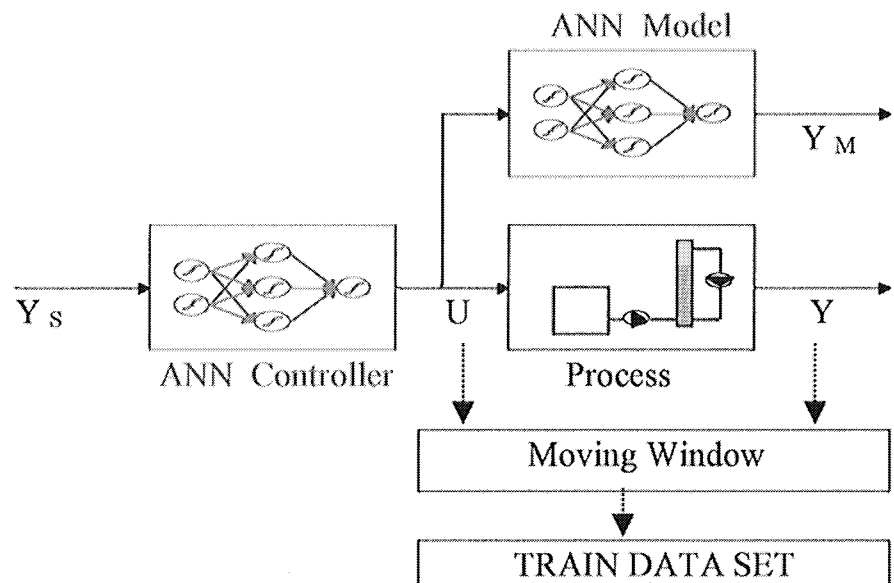 ANN Model
Y M
Y S
U
Y
ANN Controller
Process
Moving Window
TRAIN DATA SET